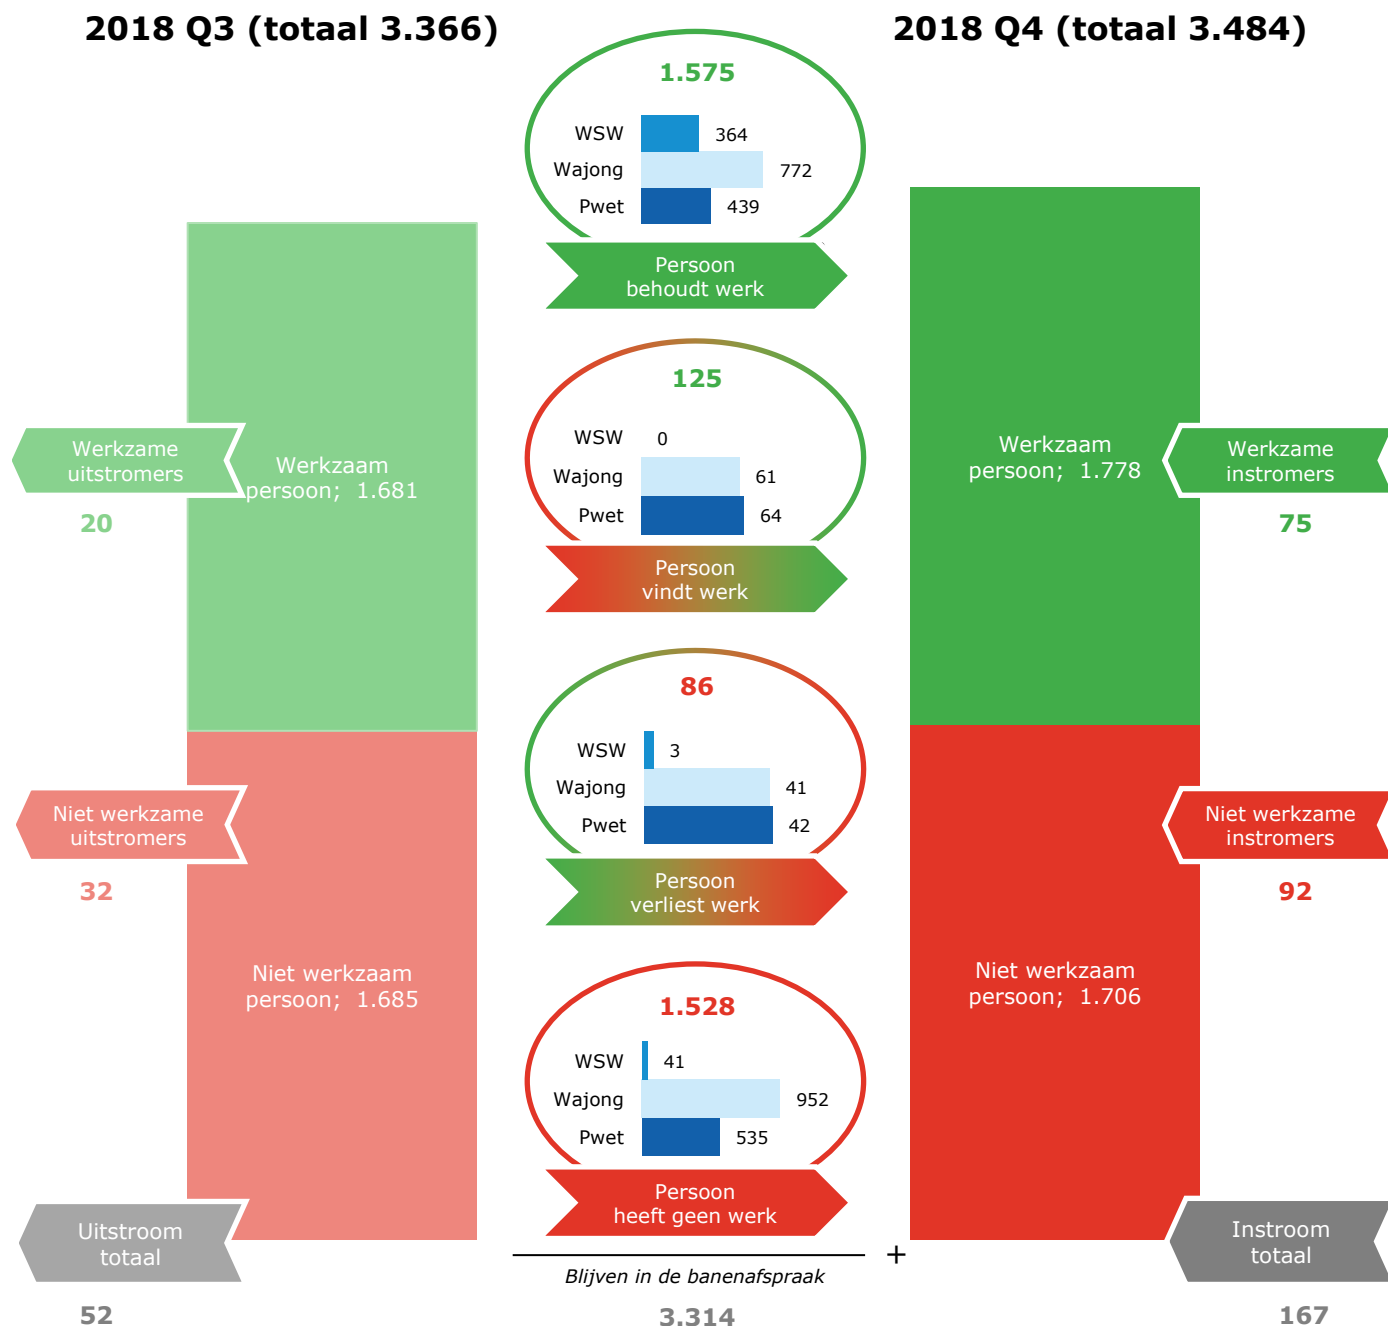 2018 Q3 (totaal 3.366)
2018 Q4 (totaal 3.484)
1.575
WSW 364
Wajong 772
Pwet 439
Persoon
behoudt werk
125
WSW 0
Wajong 61
Pwet 64
Persoon
vindt werk
86
WSW 3
Wajong 41
Pwet 42
Persoon
verliest werk
1.528
WSW 41
Wajong 952
Pwet 535
Persoon
heeft geen werk
+
Blijven in de banenafspraak
3.314
Werkzame
uitstromers
20
Werkzaam
persoon; 1.681
Niet werkzame
uitstromers
32
Niet werkzaam
persoon; 1.685
Uitstroom
totaal
52
Werkzaam
persoon; 1.778
Werkzame
instromers
75
Niet werkzame
instromers
92
Niet werkzaam
persoon; 1.706
Instroom
totaal
167